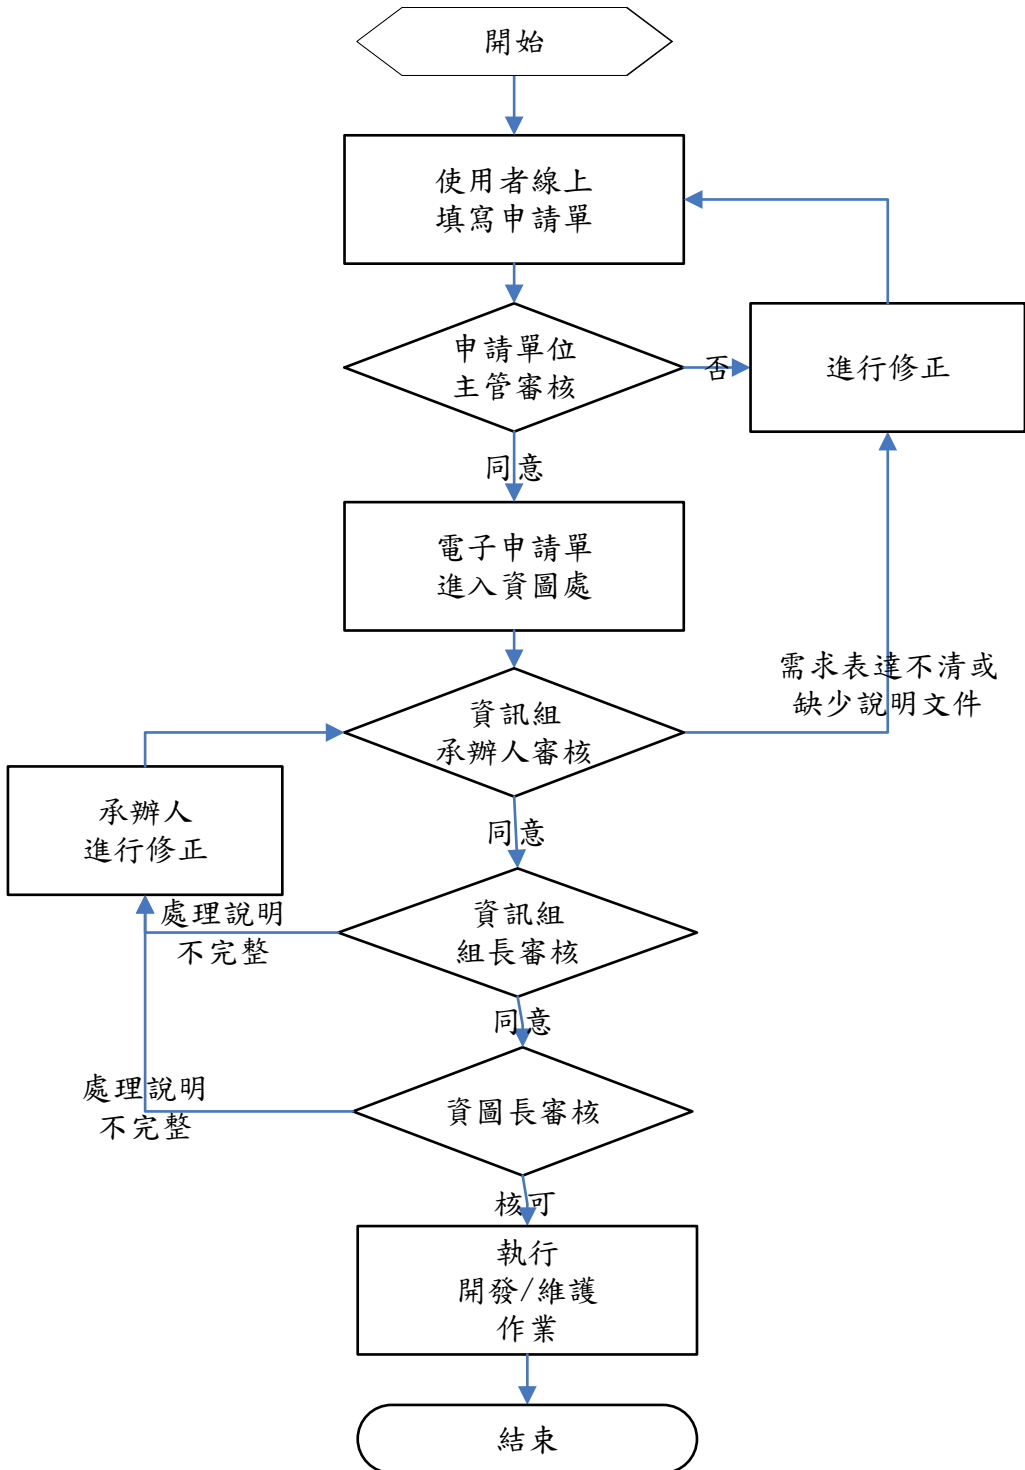 開始
使用者線上
填寫申請單
申請單位
主管審核
否
進行修正
同意
電子申請單
進入資圖處
需求表達不清或
缺少說明文件
資訊組
承辦人審核
承辦人
進行修正
同意
處理說明
不完整
資訊組
組長審核
同意
處理說明
不完整
資圖長審核
核可
執行
開發/維護
作業
結束